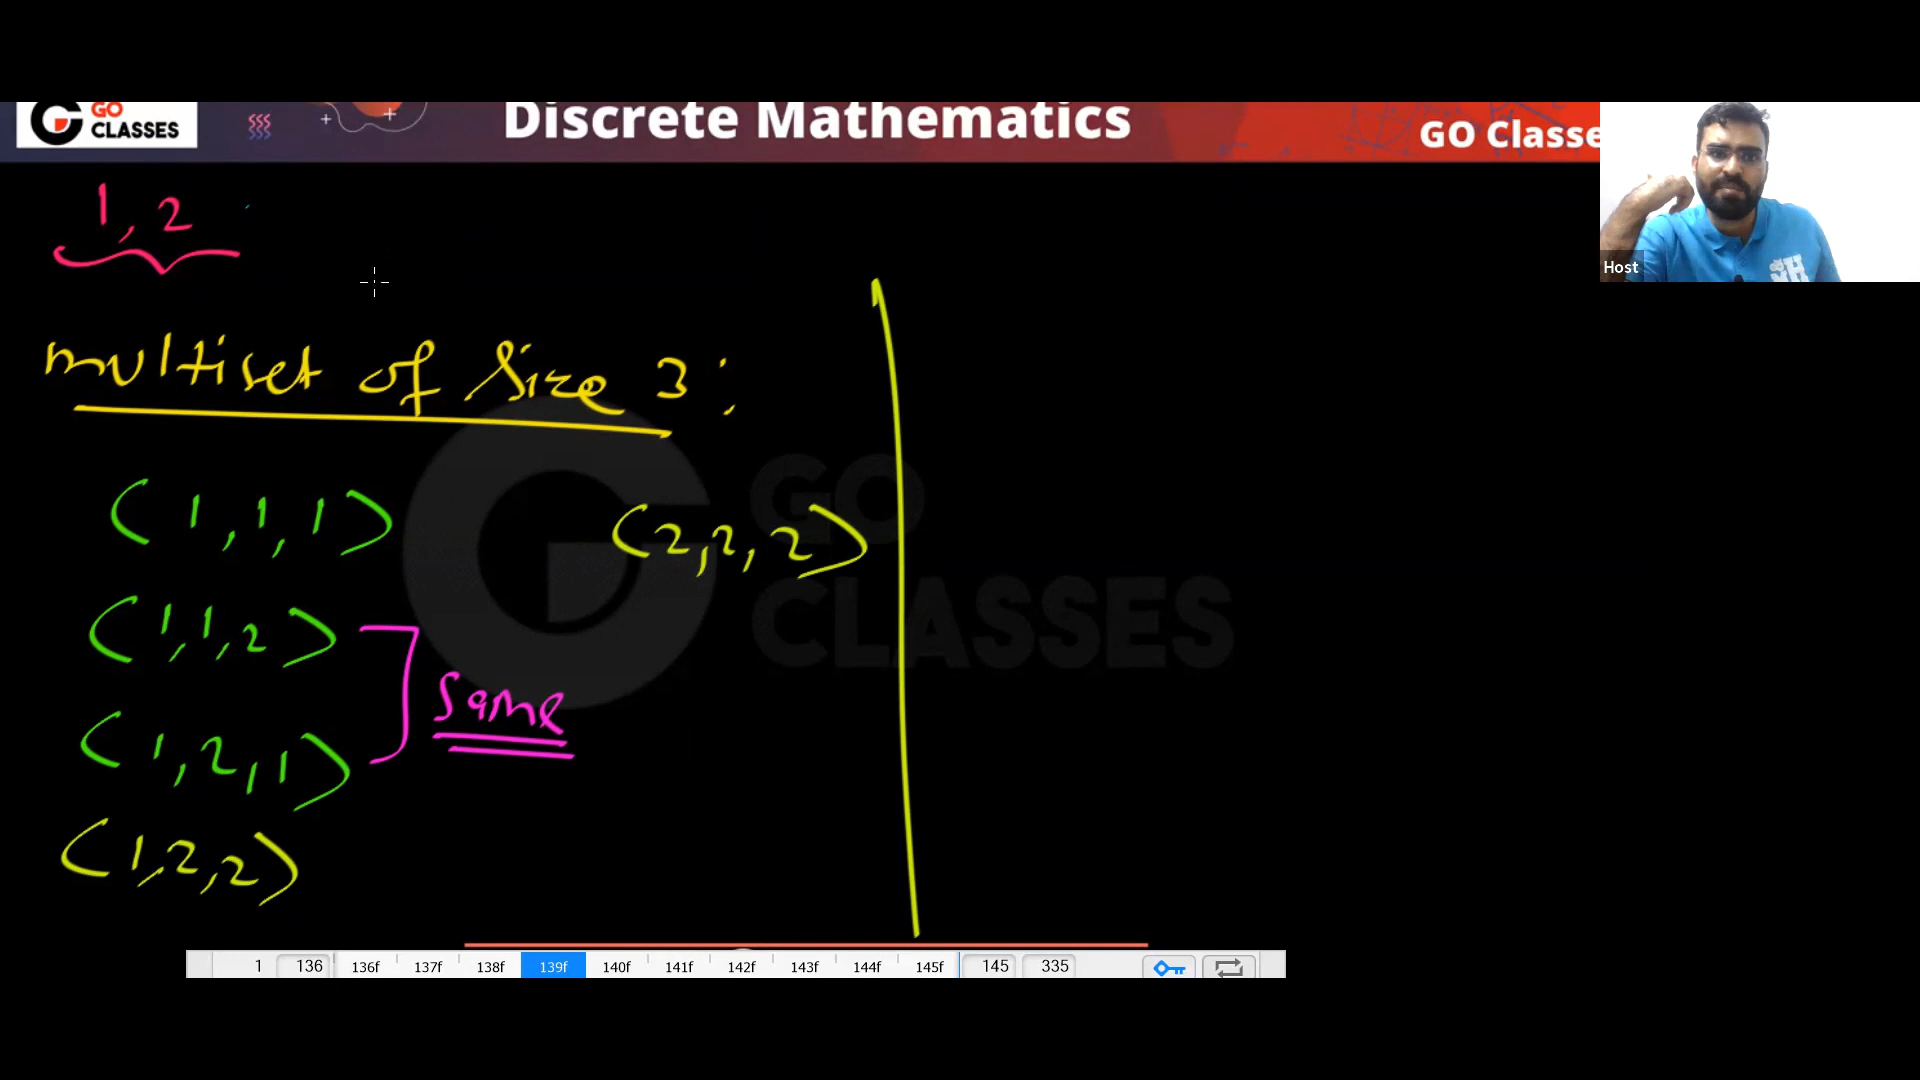 GO
CLASSES
Discrete Mathematics
GO Classe
Host
1, 2
multiset of size 3 :
(1,1,1)
(2,2,2)
GO
CLASSES
(1,1,2)
same
(1,2,1)
(1,2,2)
1 136 136f 137f 138f 139f 140f 141f 142f 143f 144f 145f 145 335